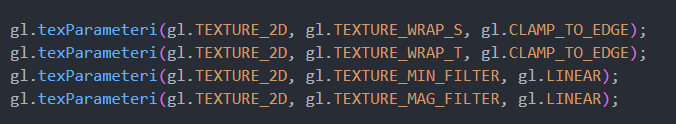 gl.texParameteri(gl.TEXTURE_2D, gl.TEXTURE_WRAP_S, gl.CLAMP_TO_EDGE);
gl.texParameteri(gl.TEXTURE_2D, gl.TEXTURE_WRAP_T, gl.CLAMP_TO_EDGE);
gl.texParameteri(gl.TEXTURE_2D, gl.TEXTURE_MIN_FILTER, gl.LINEAR);
gl.texParameteri(gl.TEXTURE_2D, gl.TEXTURE_MAG_FILTER, gl.LINEAR);